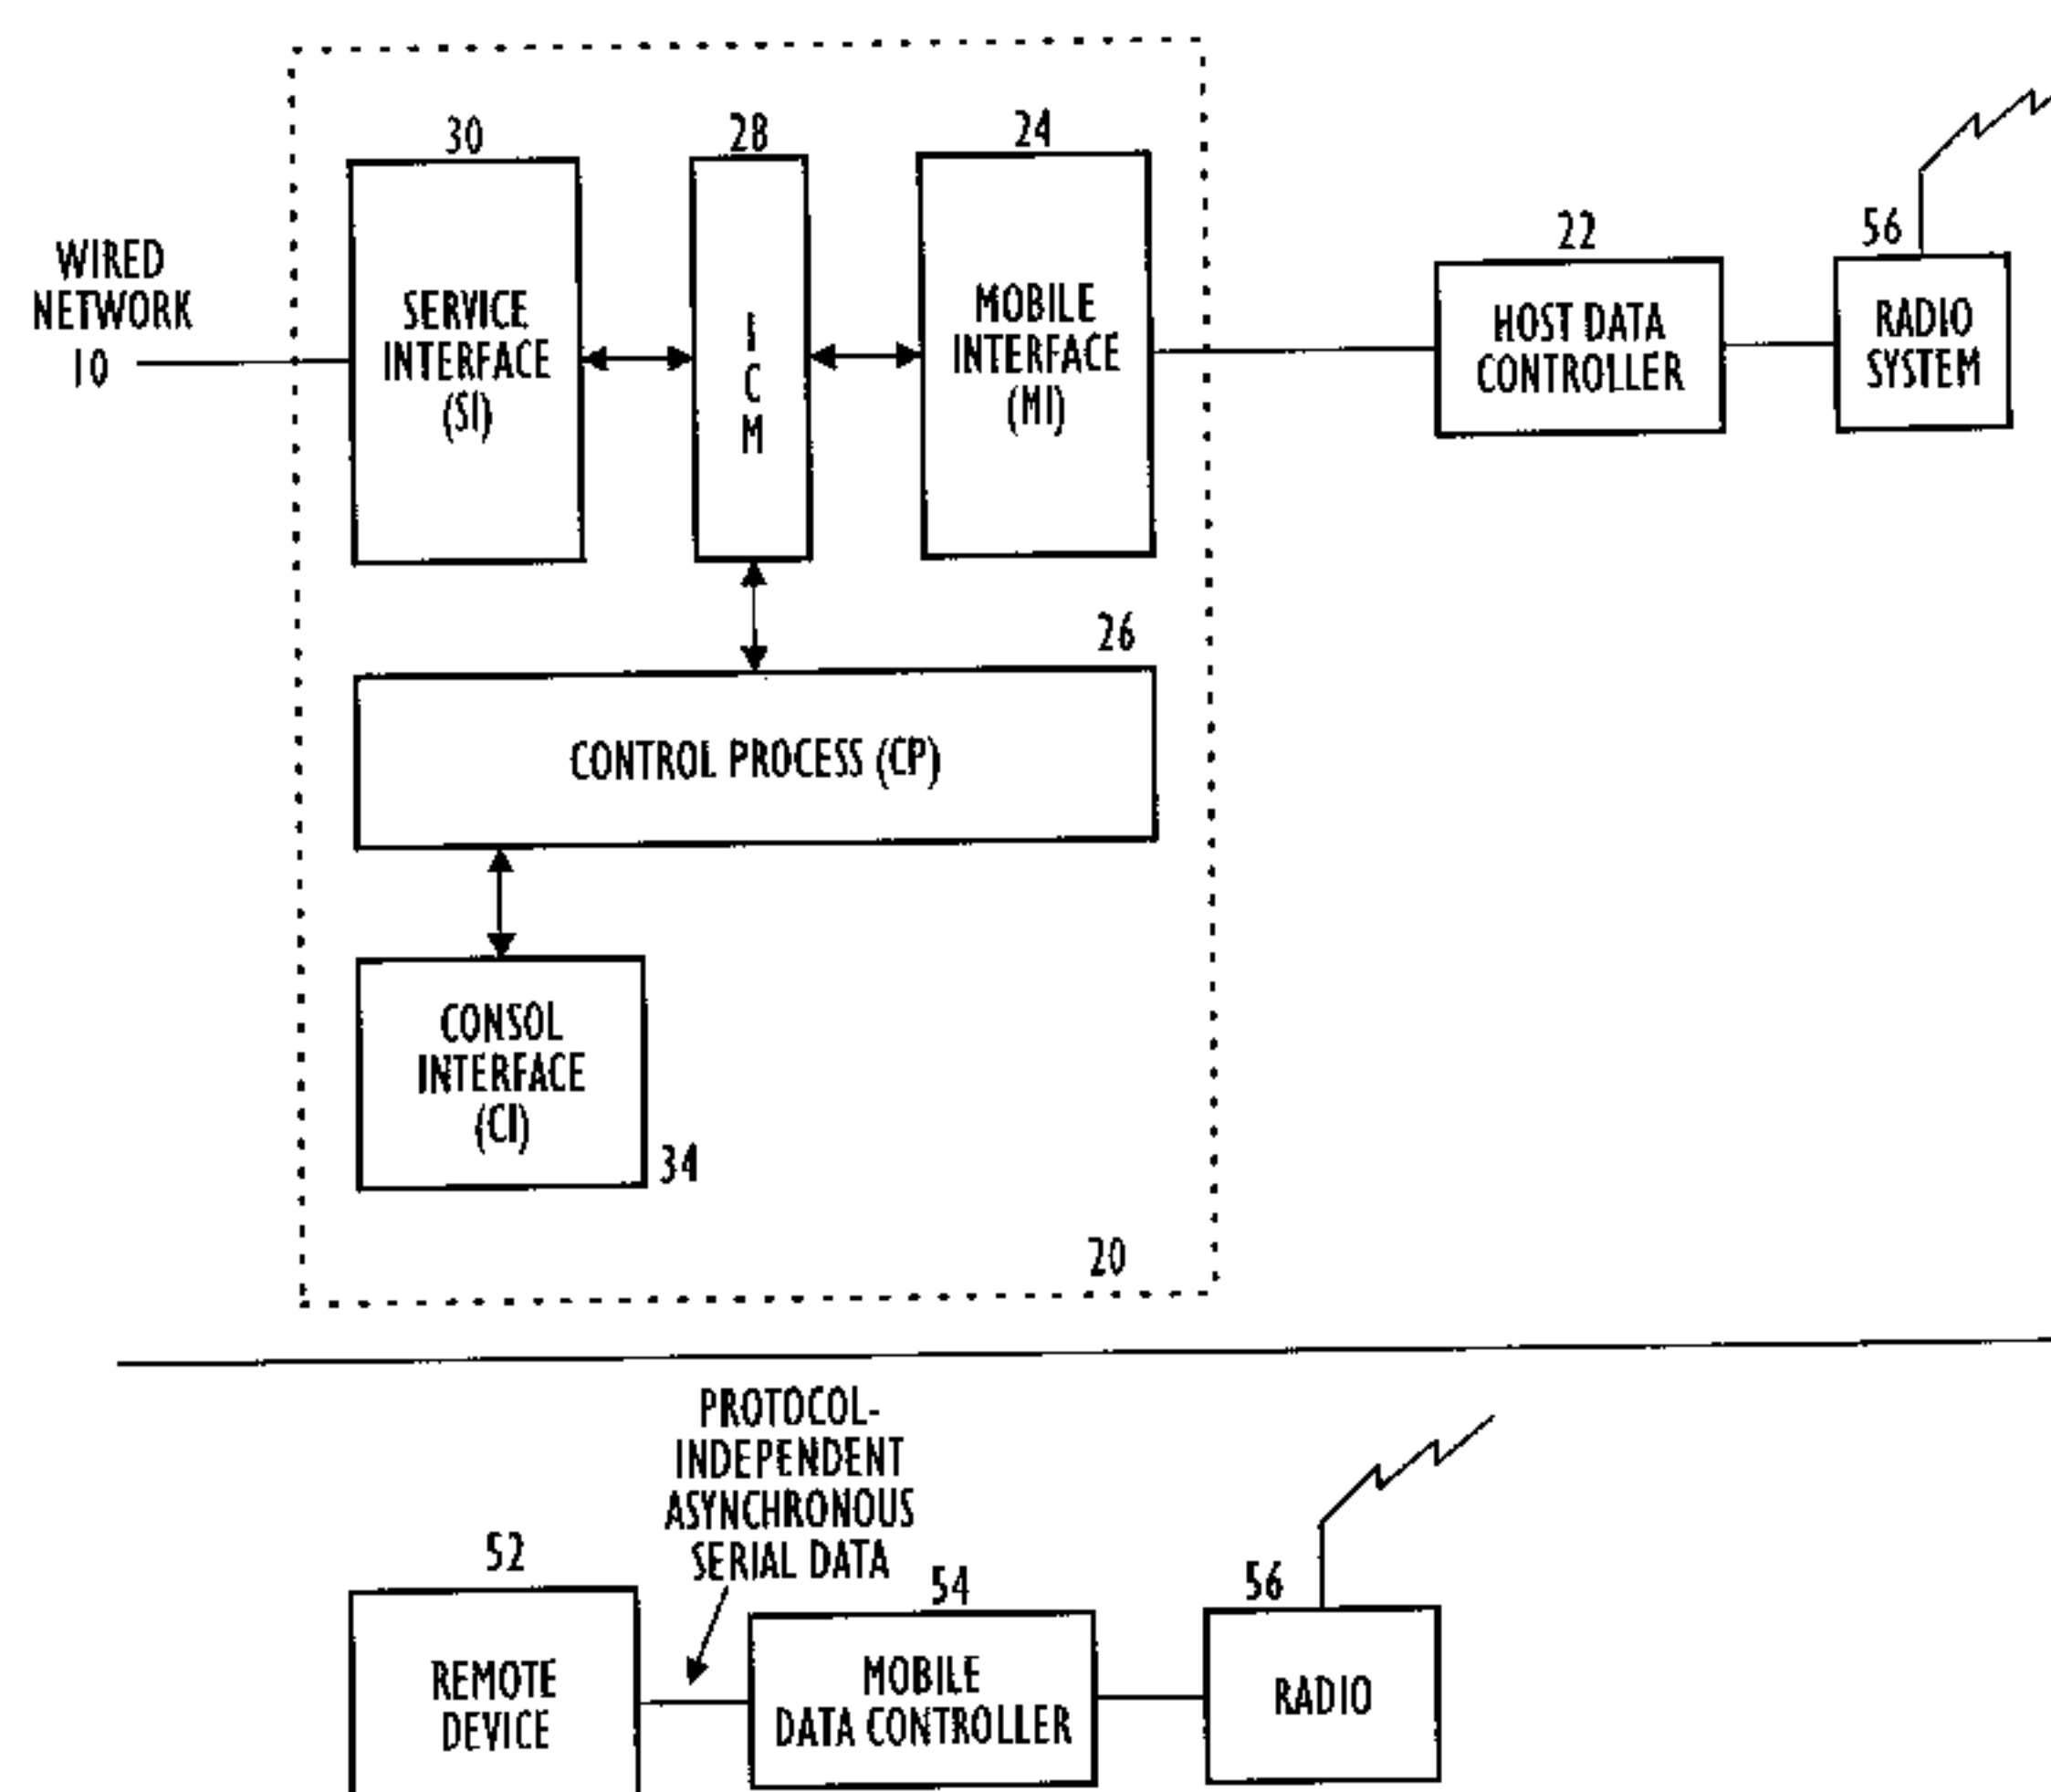 30
28
24
WIRED
NETWORK
10
SERVICE
INTERFACE
(SI)
I
C
M
MOBILE
INTERFACE
(MI)
22
HOST DATA
CONTROLLER
56
RADIO
SYSTEM
26
CONTROL PROCESS (CP)
CONSOL
INTERFACE
(CI)
34
20
PROTOCOL-
INDEPENDENT
ASYNCHRONOUS
SERIAL DATA
52
REMOTE
DEVICE
54
MOBILE
DATA CONTROLLER
56
RADIO